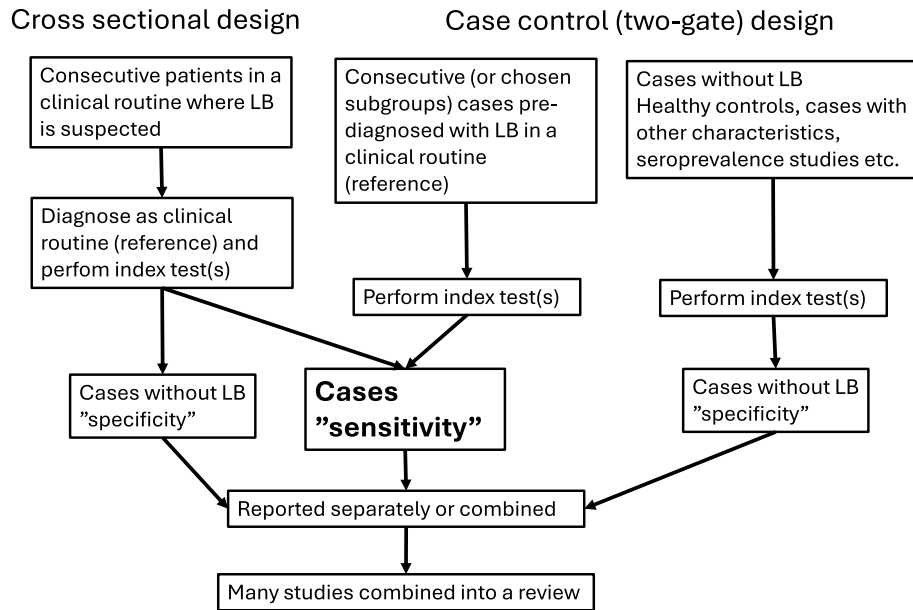 Cross sectional design
Case control (two-gate) design
Consecutive patients in a
clinical routine where LB
is suspected
Consecutive (or chosen
subgroups) cases pre-
diagnosed with LB in a
clinical routine
(reference)
Cases without LB
Healthy controls, cases with
other characteristics,
seroprevalence studies etc.
Diagnose as clinical
routine (reference) and
perfom index test(s)
Perform index test(s)
Perform index test(s)
Cases without LB
”specificity”
Cases
”sensitivity”
Cases without LB
”specificity”
Reported separately or combined
Many studies combined into a review